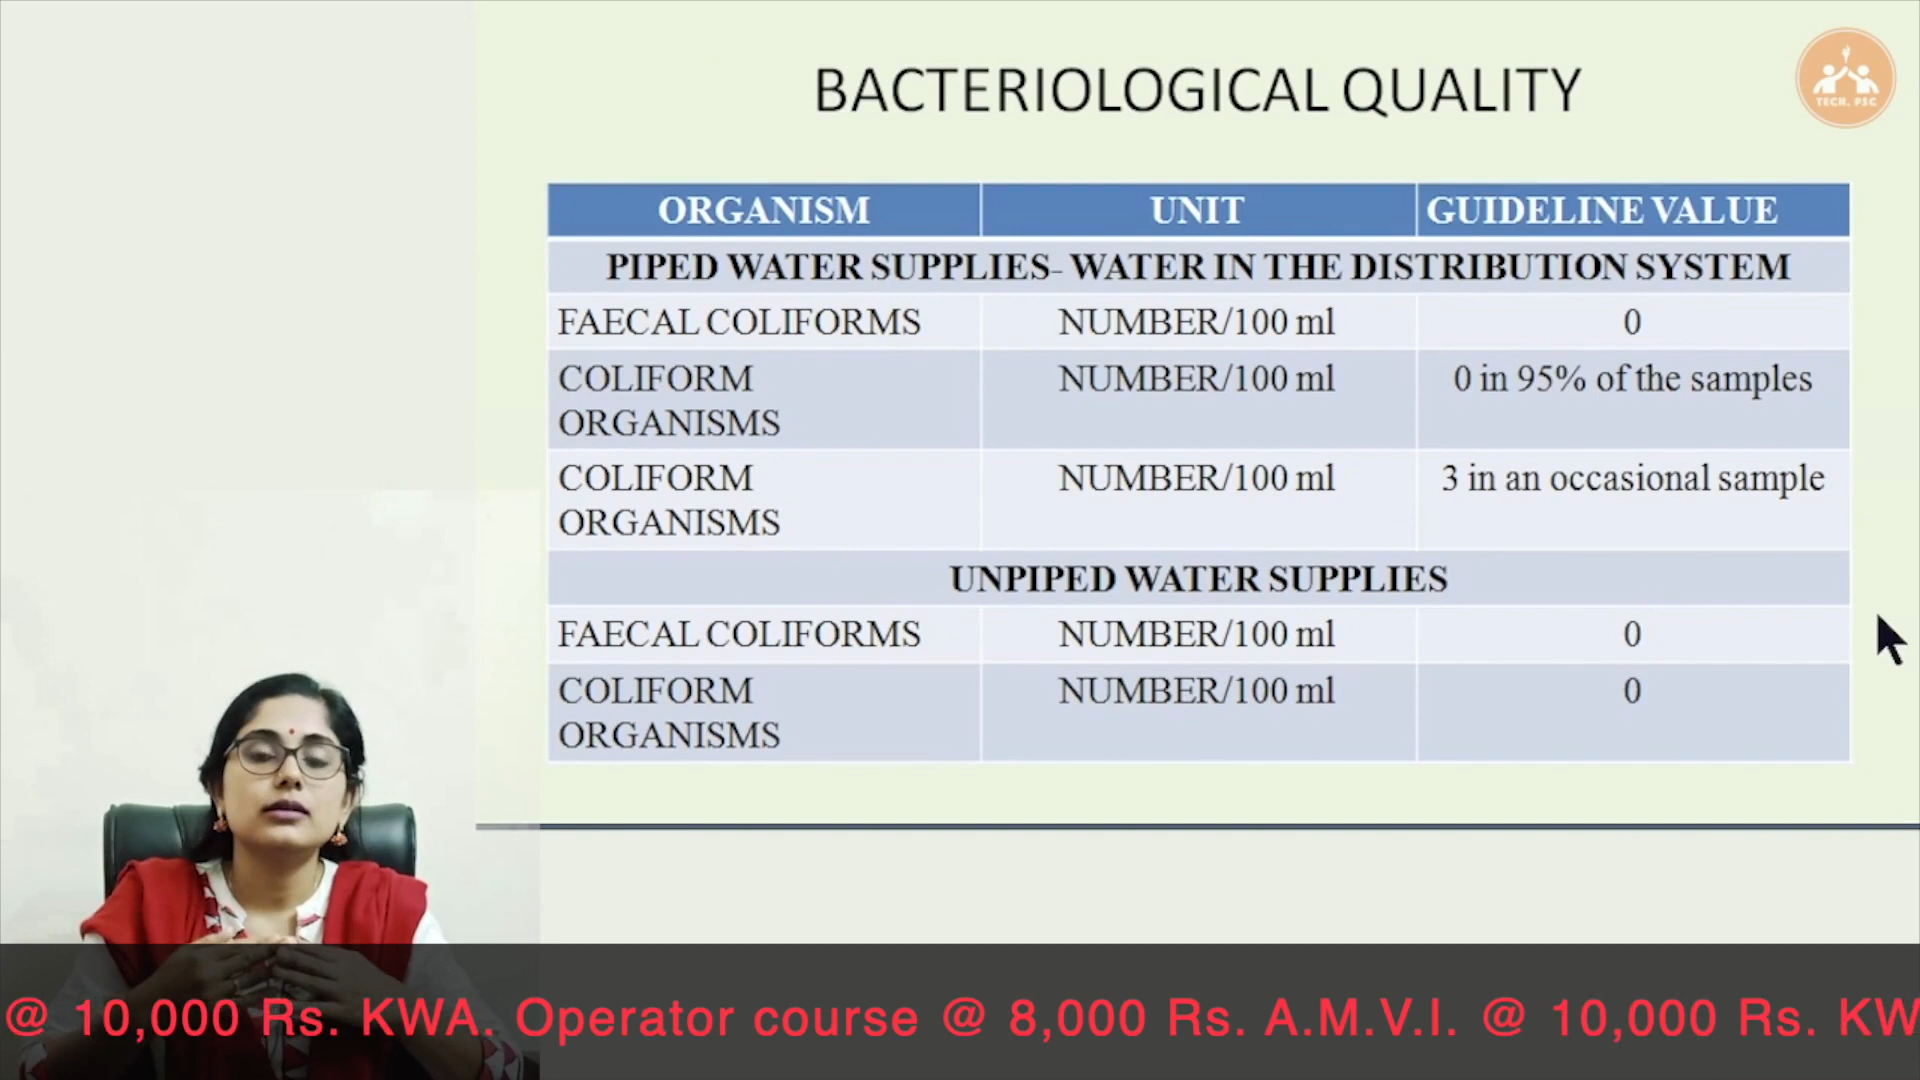 BACTERIOLOGICAL QUALITY
TECH. PSC
ORGANISM UNIT GUIDELINE VALUE
PIPED WATER SUPPLIES- WATER IN THE DISTRIBUTION SYSTEM
FAECAL COLIFORMS NUMBER/100 ml 0
COLIFORM NUMBER/100 ml 0 in 95% of the samples
ORGANISMS
COLIFORM NUMBER/100 ml 3 in an occasional sample
ORGANISMS
UNPIPED WATER SUPPLIES
FAECAL COLIFORMS NUMBER/100 ml 0
COLIFORM NUMBER/100 ml 0
ORGANISMS
@ 10,000 Rs. KWA. Operator course @ 8,000 Rs. A.M.V.I. @ 10,000 Rs. KW